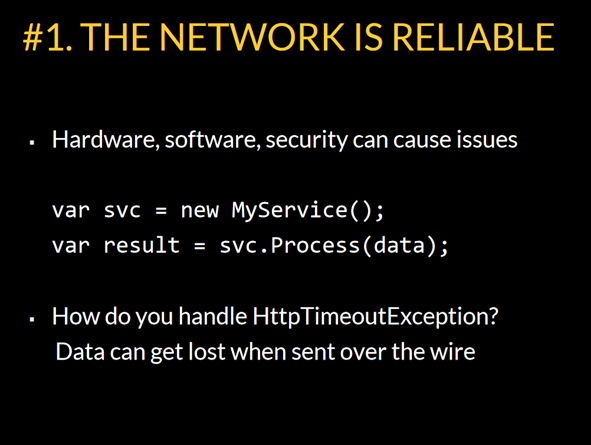 #1. THE NETWORK IS RELIABLE
▪ Hardware, software, security can cause issues
var svc = new MyService();
var result = svc.Process(data);
▪ How do you handle HttpTimeoutException?
Data can get lost when sent over the wire